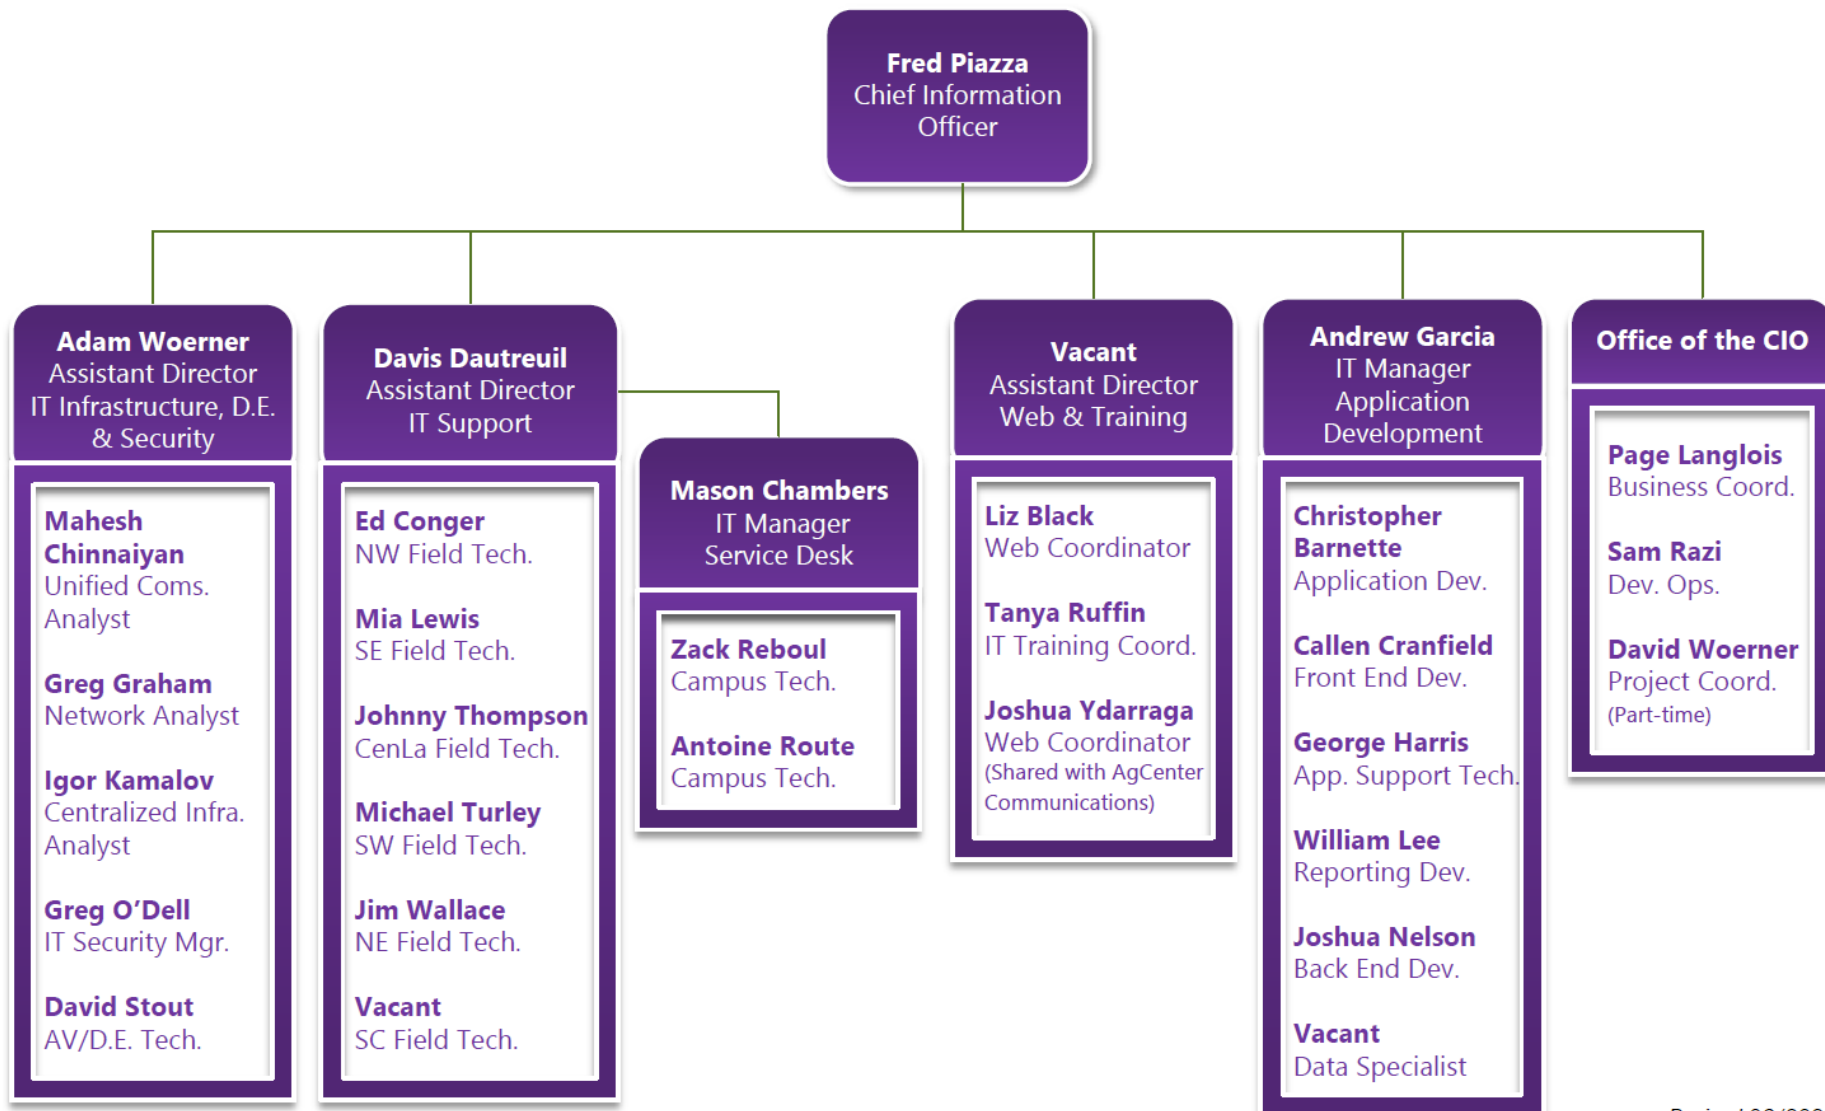 Fred Piazza
Chief Information
Officer
Adam Woerner
Assistant Director
IT Infrastructure, D.E.
& Security
Mahesh
Chinnaiyan
Unified Coms.
Analyst
Greg Graham
Network Analyst
Igor Kamalov
Centralized Infra.
Analyst
Greg O’Dell
IT Security Mgr.
David Stout
AV/D.E. Tech.
Davis Dautreuil
Assistant Director
IT Support
Ed Conger
NW Field Tech.
Mia Lewis
SE Field Tech.
Johnny Thompson
CenLa Field Tech.
Michael Turley
SW Field Tech.
Jim Wallace
NE Field Tech.
Vacant
SC Field Tech.
Mason Chambers
IT Manager
Service Desk
Zack Reboul
Campus Tech.
Antoine Route
Campus Tech.
Vacant
Assistant Director
Web & Training
Liz Black
Web Coordinator
Tanya Ruffin
IT Training Coord.
Joshua Ydarraga
Web Coordinator
(Shared with AgCenter
Communications)
Andrew Garcia
IT Manager
Application
Development
Christopher
Barnette
Application Dev.
Callen Cranfield
Front End Dev.
George Harris
App. Support Tech.
William Lee
Reporting Dev.
Joshua Nelson
Back End Dev.
Vacant
Data Specialist
Office of the CIO
Page Langlois
Business Coord.
Sam Razi
Dev. Ops.
David Woerner
Project Coord.
(Part-time)